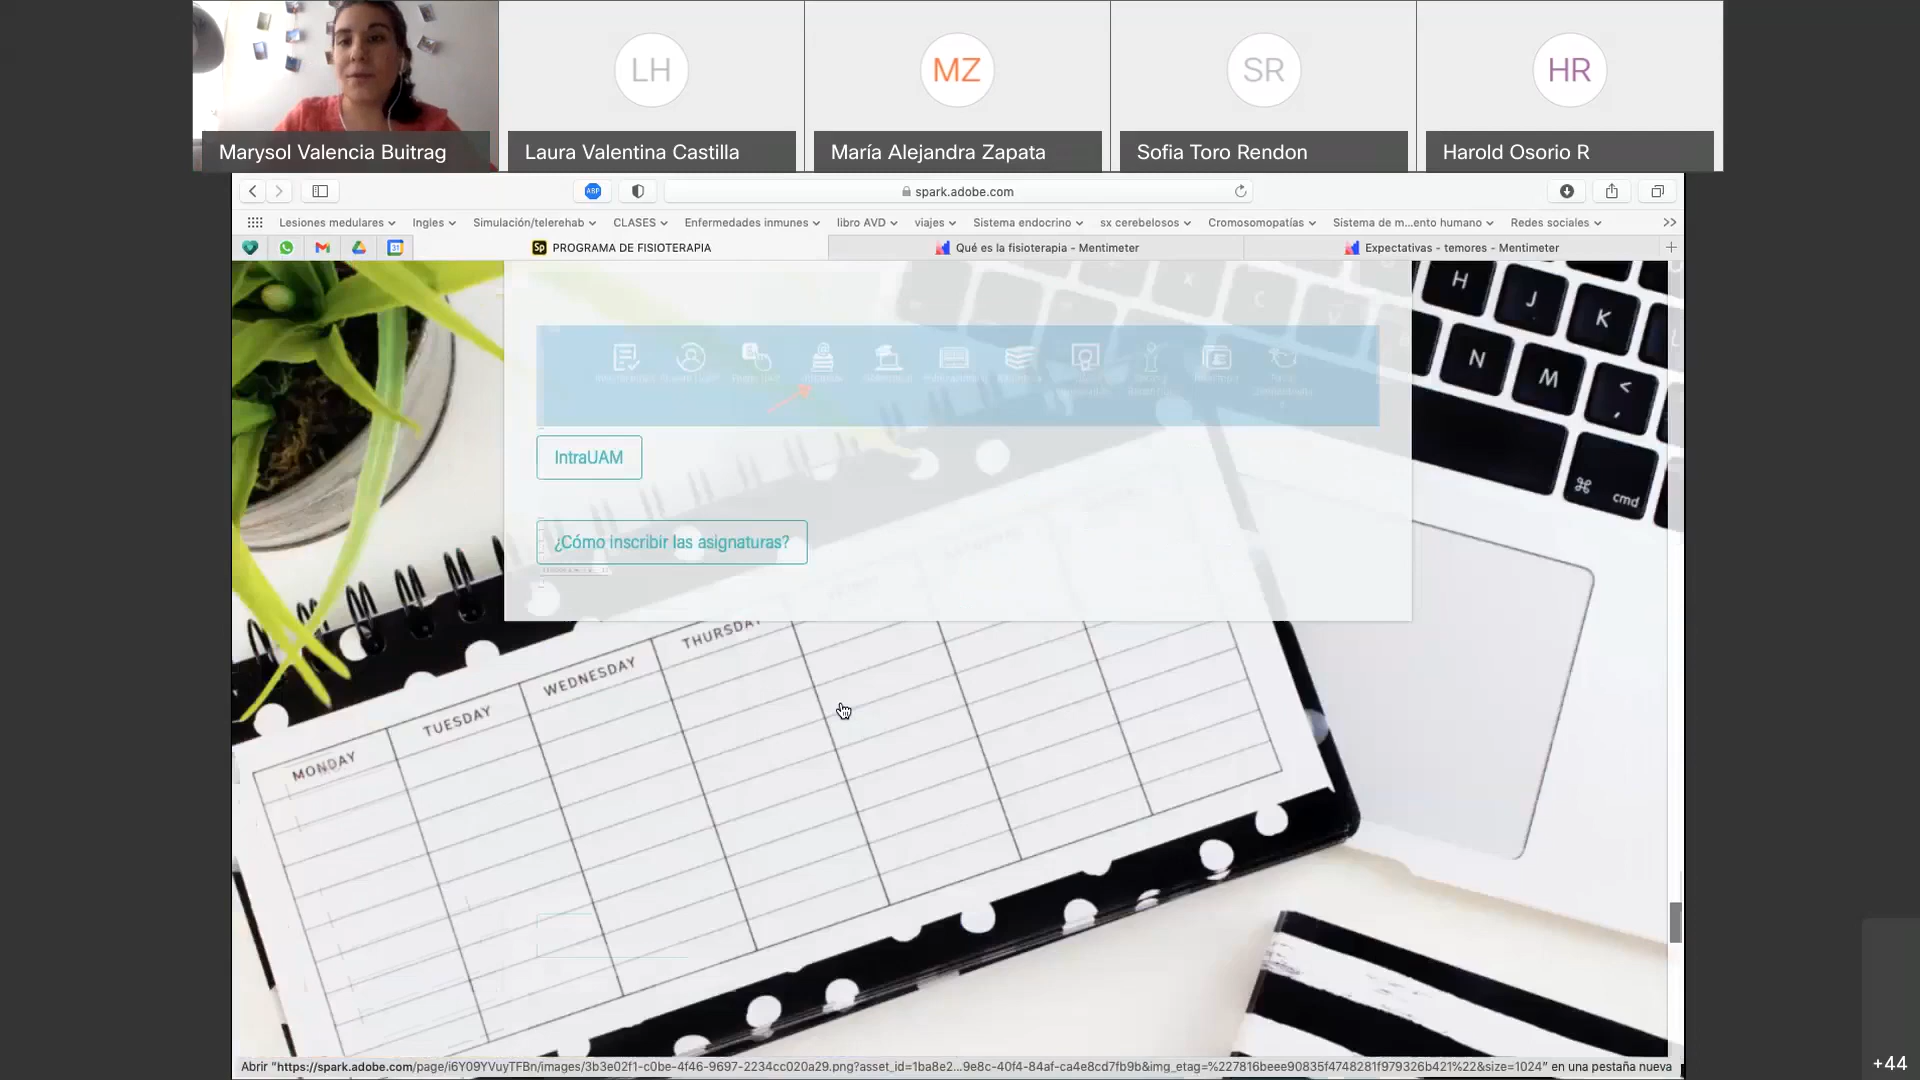 LH
MZ
SR
HR
Marysol Valencia Buitrag
Laura Valentina Castilla
María Alejandra Zapata
Sofia Toro Rendon
Harold Osorio R
ABP
spark.adobe.com
Lesiones medulares
Ingles
Simulación/telerehab
CLASES
Enfermedades inmunes
libro AVD
viajes
Sistema endocrino
sx cerebelosos
Cromosomopatías
Sistema de m...ento humano
Redes sociales
31
Sp
PROGRAMA DE FISIOTERAPIA
Qué es la fisioterapia - Mentimeter
Expectativas - temores - Mentimeter
H
J
K
N
M
<
,
⌘
cmd
IntraUAM
¿Cómo inscribir las asignaturas?
MONDAY
TUESDAY
WEDNESDAY
THURSDAY
Abrir "https://spark.adobe.com/page/i6Y09YVuyTFBn/images/3b3e02f1-c0be-4f46-9697-2234cc020a29.png?asset_id=1ba8e2...9e8c-40f4-84af-ca4e8cd7fb9b&img_etag=%227816beee90835f4748281f979326b421%22&size=1024" en una pestaña nueva
+44